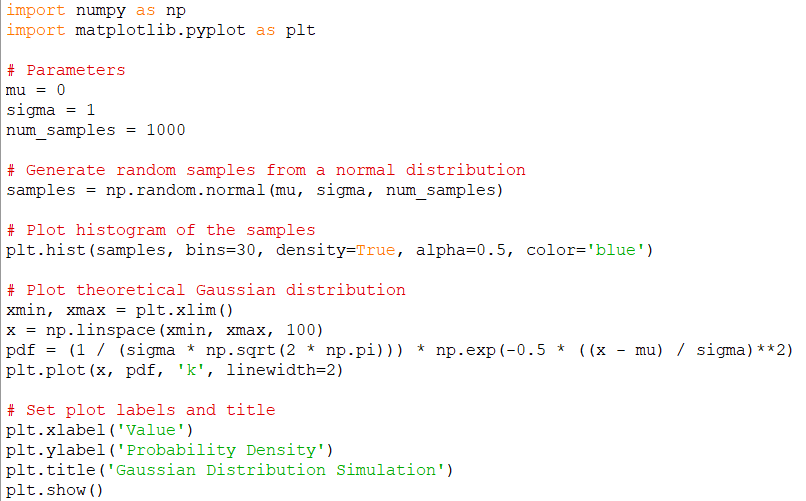 import numpy as np
import matplotlib.pyplot as plt

# Parameters
mu = 0
sigma = 1
num_samples = 1000

# Generate random samples from a normal distribution
samples = np.random.normal(mu, sigma, num_samples)

# Plot histogram of the samples
plt.hist(samples, bins=30, density=True, alpha=0.5, color='blue')

# Plot theoretical Gaussian distribution
xmin, xmax = plt.xlim()
x = np.linspace(xmin, xmax, 100)
pdf = (1 / (sigma * np.sqrt(2 * np.pi))) * np.exp(-0.5 * ((x - mu) / sigma)**2)
plt.plot(x, pdf, 'k', linewidth=2)

# Set plot labels and title
plt.xlabel('Value')
plt.ylabel('Probability Density')
plt.title('Gaussian Distribution Simulation')
plt.show()